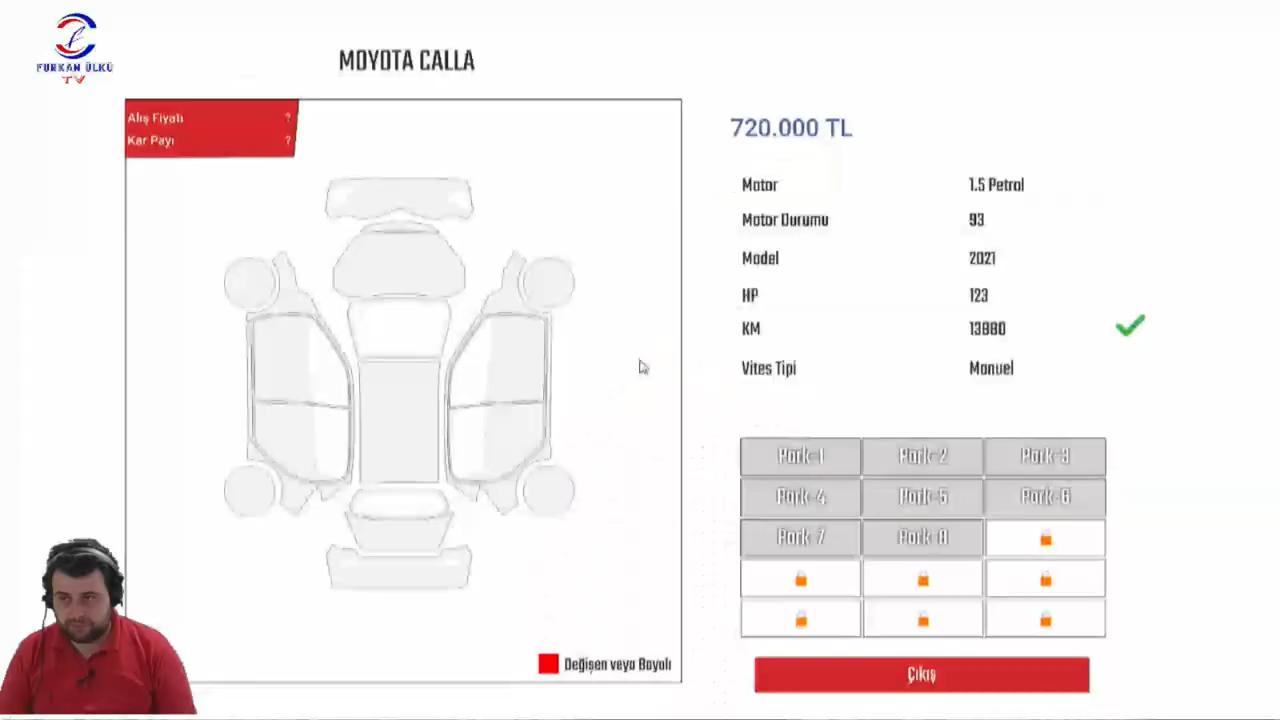 FURKAN ÜLKÜ
TV
MOYOTA CALLA
Alış Fiyatı ?
Kar Payı ?
720.000 TL
Motor 1.5 Petrol
Motor Durumu 93
Model 2021
HP 123
KM 13880
Vites Tipi Manuel
Park-1 Park-2 Park-3
Park-4 Park-5 Park-6
Park-7 Park-8
Değişen veya Boyalı
Çıkış